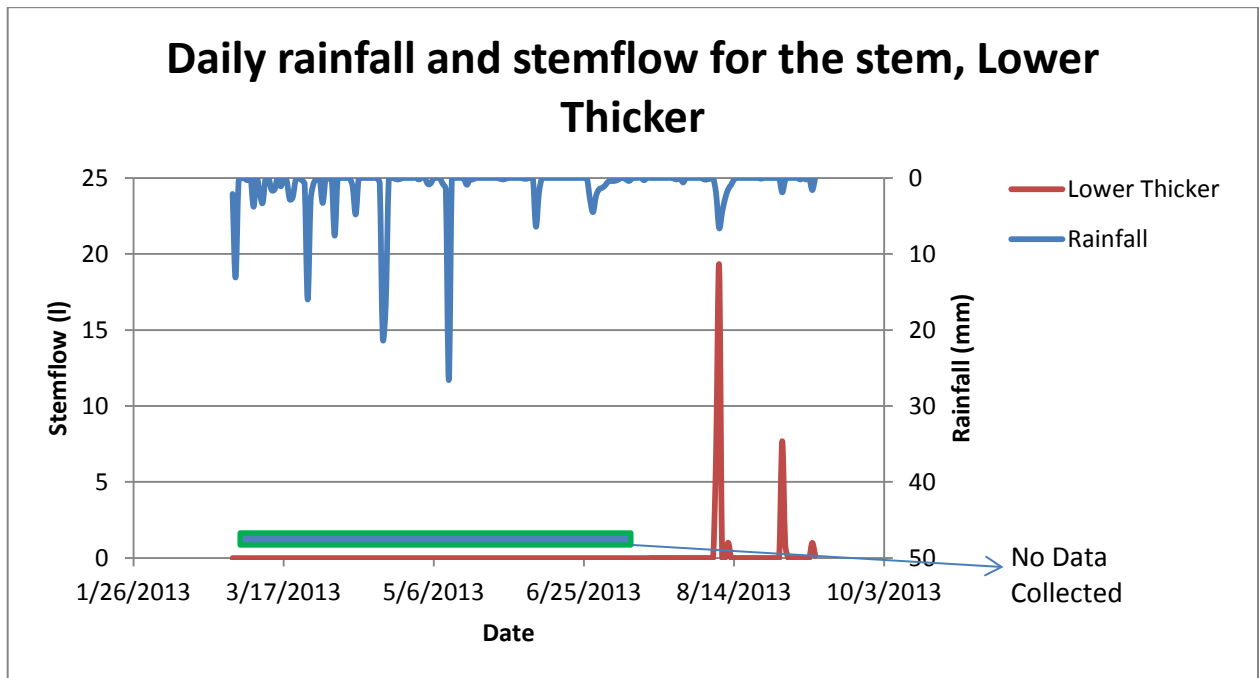 Daily rainfall and stemflow for the stem, Lower
Thicker
25
20
15
10
5
0
Stemflow (l)
0
10
20
30
40
50
Rainfall (mm)
Lower Thicker
Rainfall
No Data
Collected
1/26/2013 3/17/2013 5/6/2013 6/25/2013 8/14/2013 10/3/2013
Date